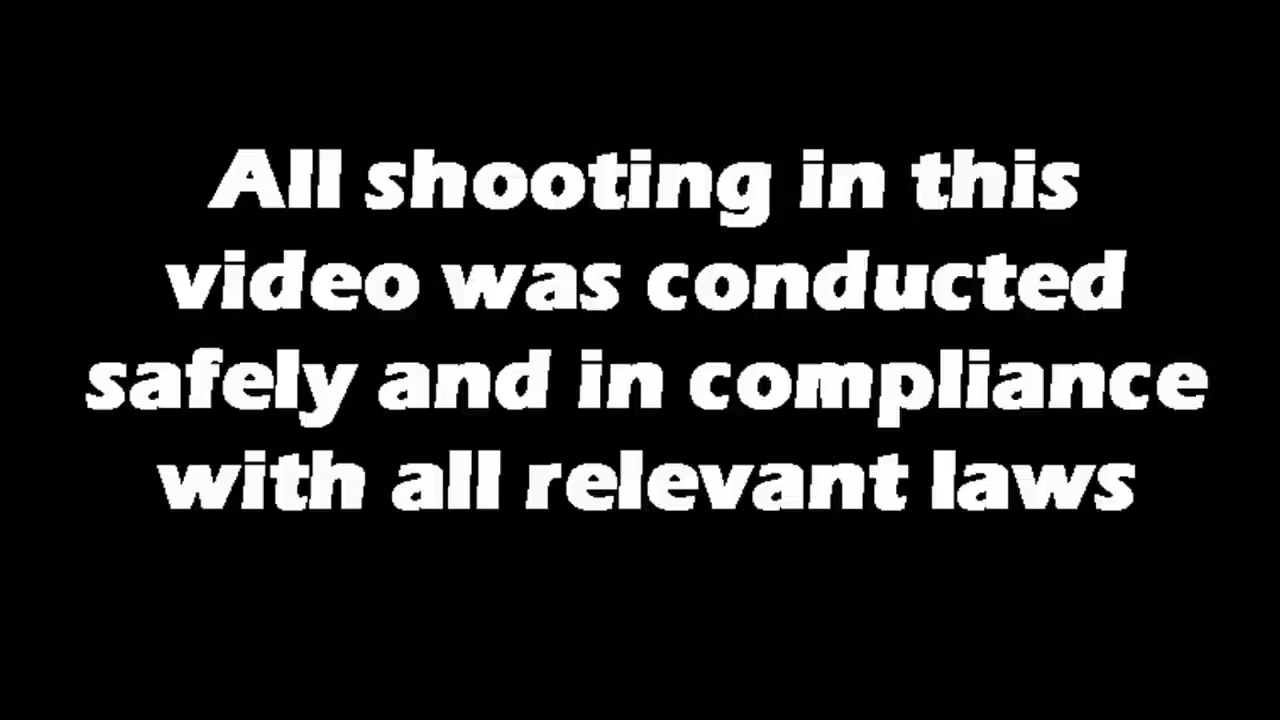 All shooting in this
video was conducted
safely and in compliance
with all relevant laws